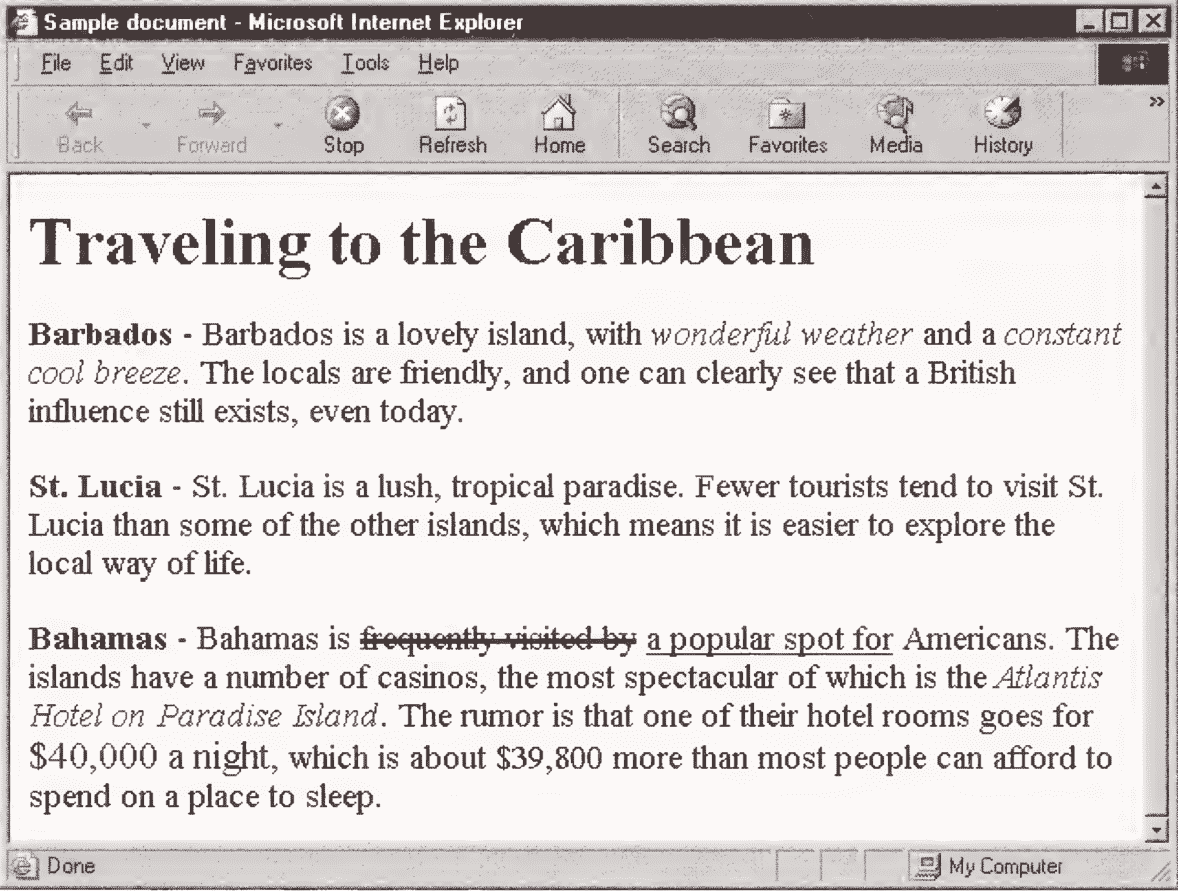 Sample document - Microsoft Internet Explorer
File Edit View Favorites Tools Help
Back Forward Stop Refresh Home Search Favorites Media History »
Traveling to the Caribbean
Barbados - Barbados is a lovely island, with wonderful weather and a constant
cool breeze. The locals are friendly, and one can clearly see that a British
influence still exists, even today.
St. Lucia - St. Lucia is a lush, tropical paradise. Fewer tourists tend to visit St.
Lucia than some of the other islands, which means it is easier to explore the
local way of life.
Bahamas - Bahamas is frequently visited by a popular spot for Americans. The
islands have a number of casinos, the most spectacular of which is the Atlantis
Hotel on Paradise Island. The rumor is that one of their hotel rooms goes for
$40,000 a night, which is about $39,800 more than most people can afford to
spend on a place to sleep.
Done My Computer